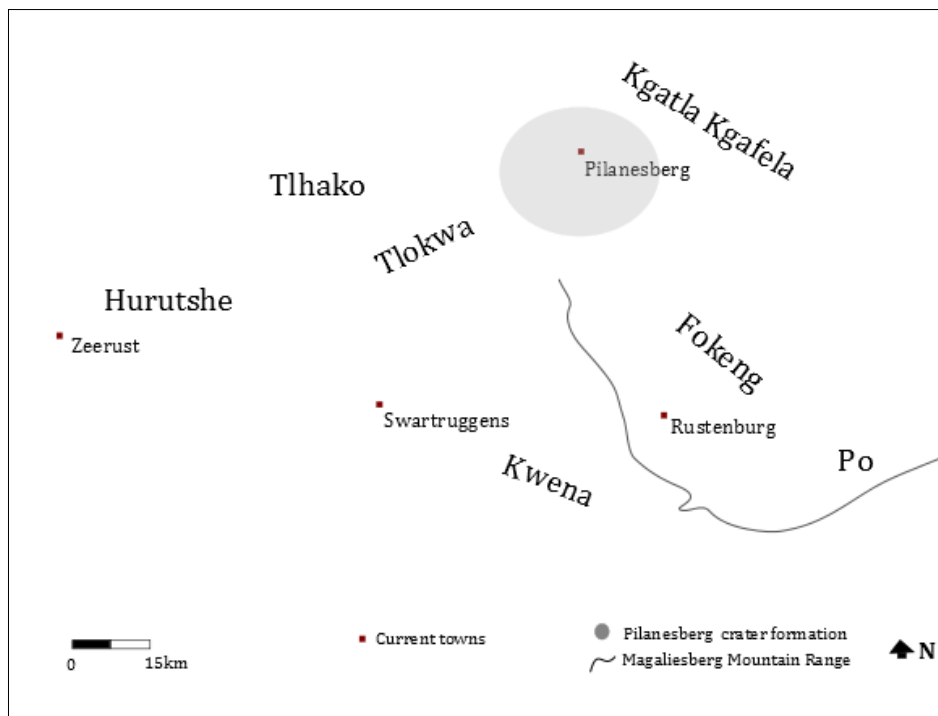 Kgatla Kgafela
Pilanesberg
Tlhako
Tlokwa
Hurutshe
Zeerust
Fokeng
Swartruggens
Rustenburg
Kwena
Po
0 15km
Current towns
Pilanesberg crater formation
Magaliesberg Mountain Range
N